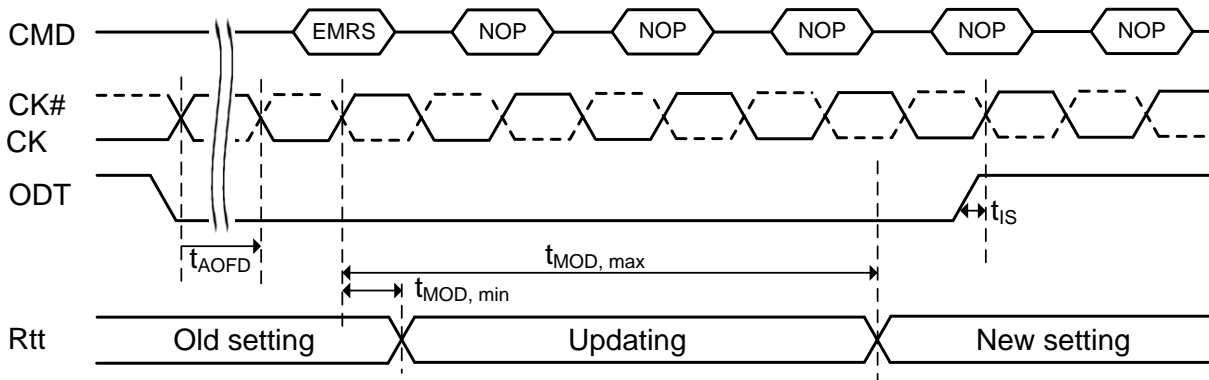 CMD EMRS NOP NOP NOP NOP NOP
CK#
CK
ODT
tIS
tAOFD
tMOD, max
tMOD, min
Rtt Old setting Updating New setting